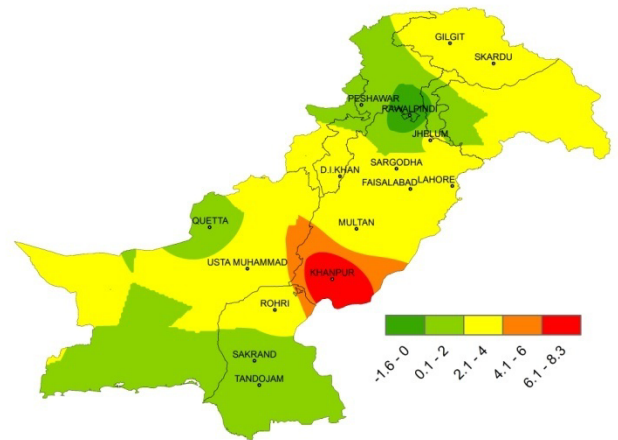 GILGIT
SKARDU
PESHAWAR
RAWALPINDI
JHELUM
SARGODHA
D.I.KHAN
FAISALABAD
LAHORE
QUETTA
MULTAN
USTA MUHAMMAD
KHANPUR
ROHRI
SAKRAND
TANDOJAM
-1.6 - 0
0.1 - 2
2.1 - 4
4.1 - 6
6.1 - 8.3